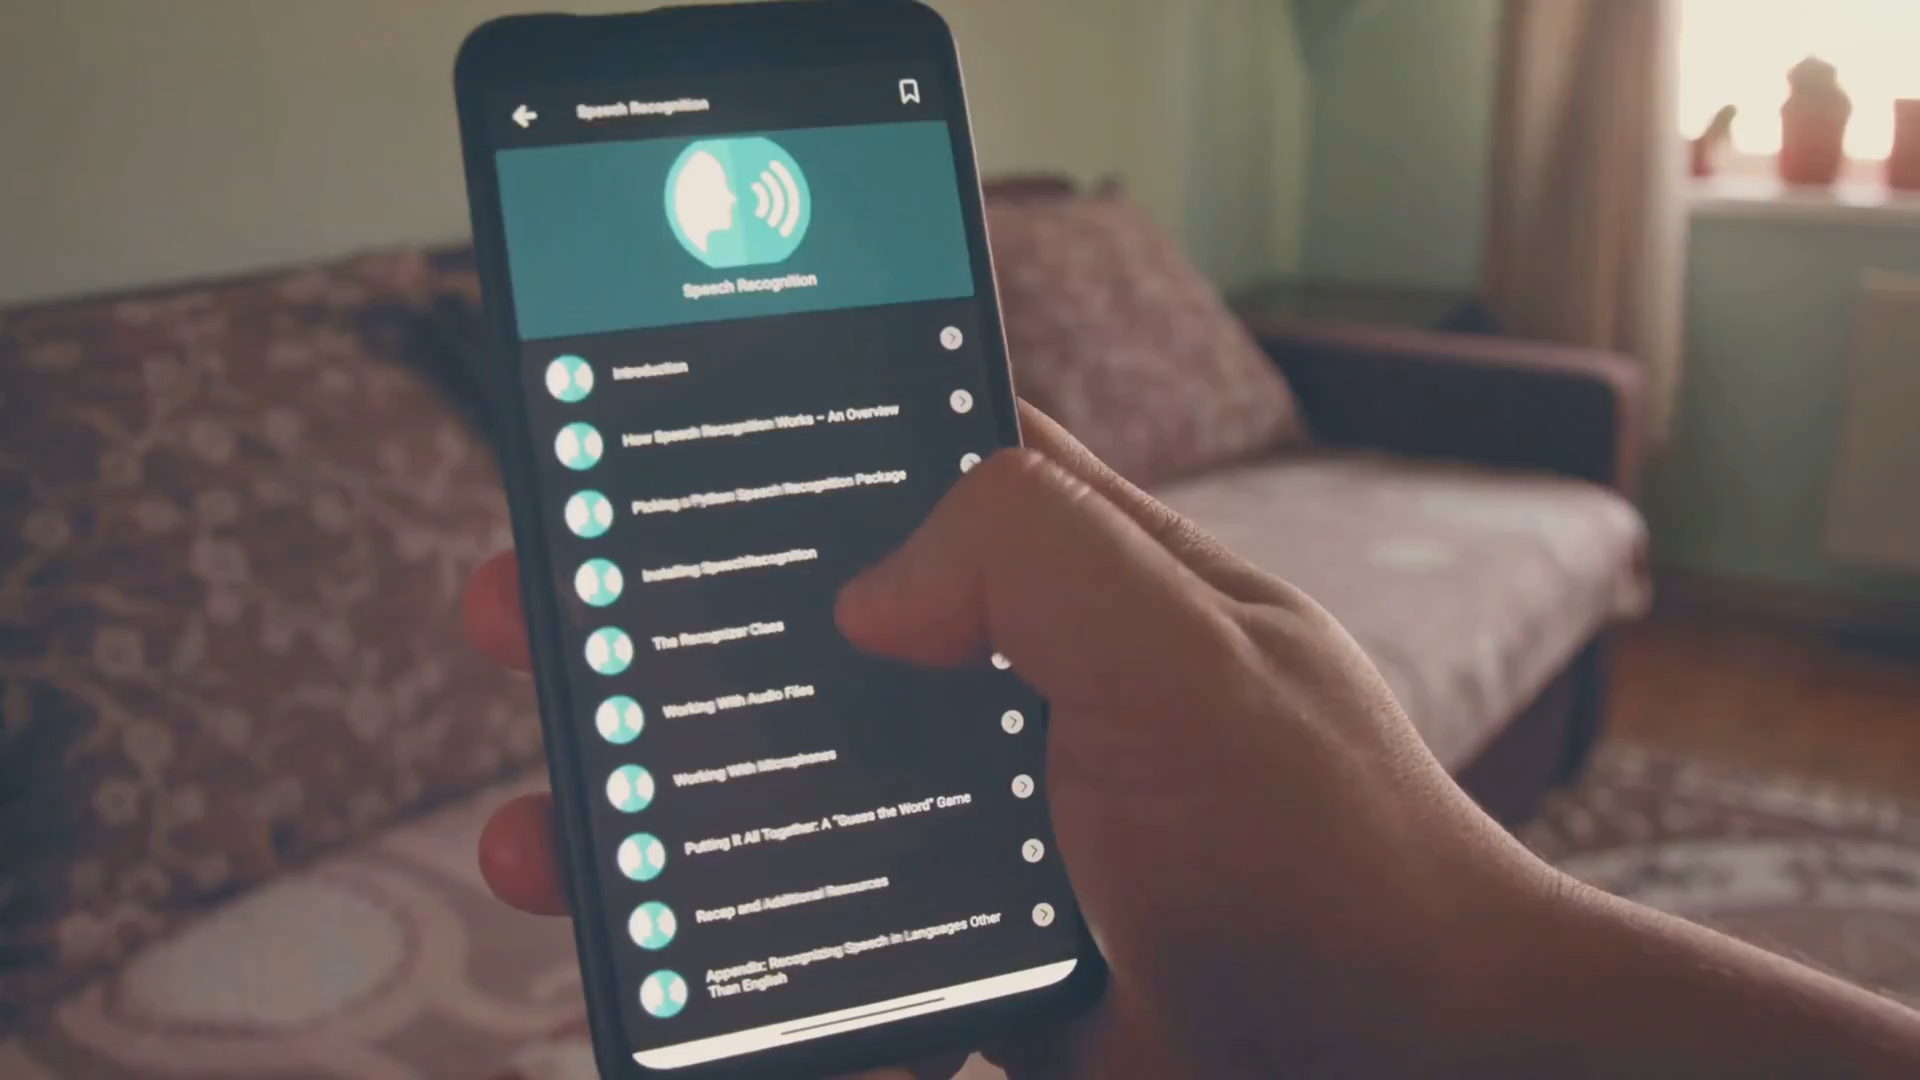 Speech Recognition
Speech Recognition
Introduction
How Speech Recognition Works – An Overview
Picking a Python Speech Recognition Package
Installing SpeechRecognition
The Recognizer Class
Working With Audio Files
Working With Microphones
Putting It All Together: A "Guess the Word" Game
Recap and Additional Resources
Appendix: Recognizing Speech in Languages Other
Than English